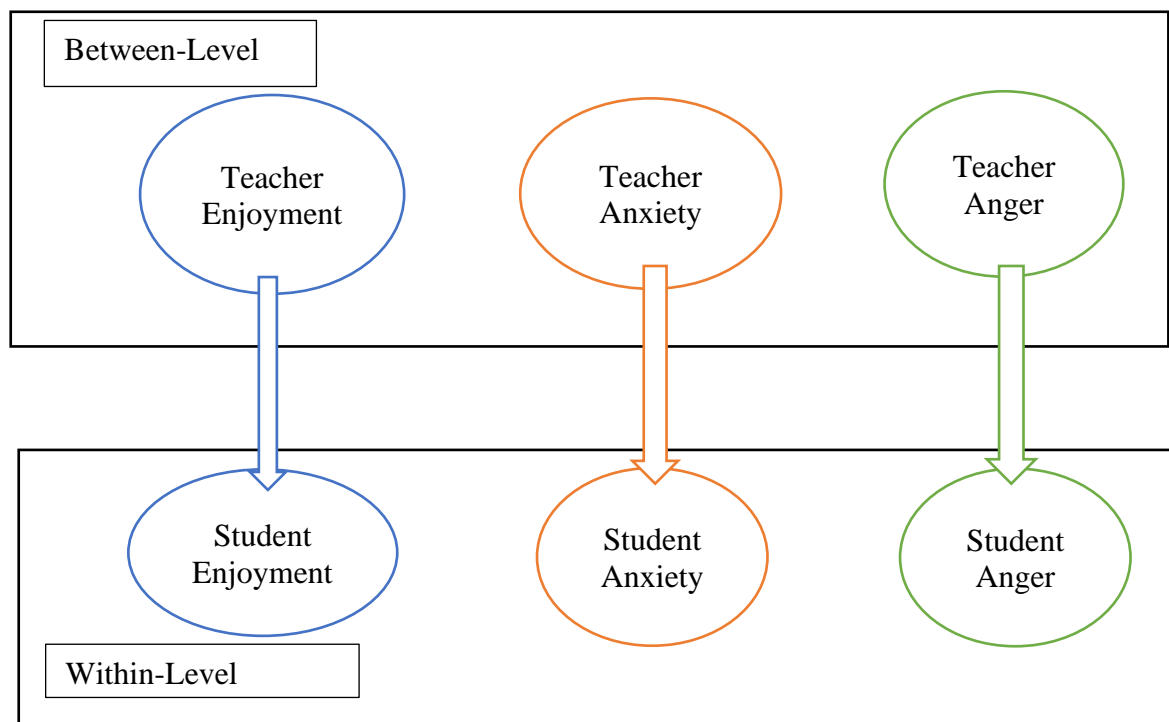 Between-Level
Teacher
Enjoyment
Teacher
Anxiety
Teacher
Anger
Student
Enjoyment
Student
Anxiety
Student
Anger
Within-Level